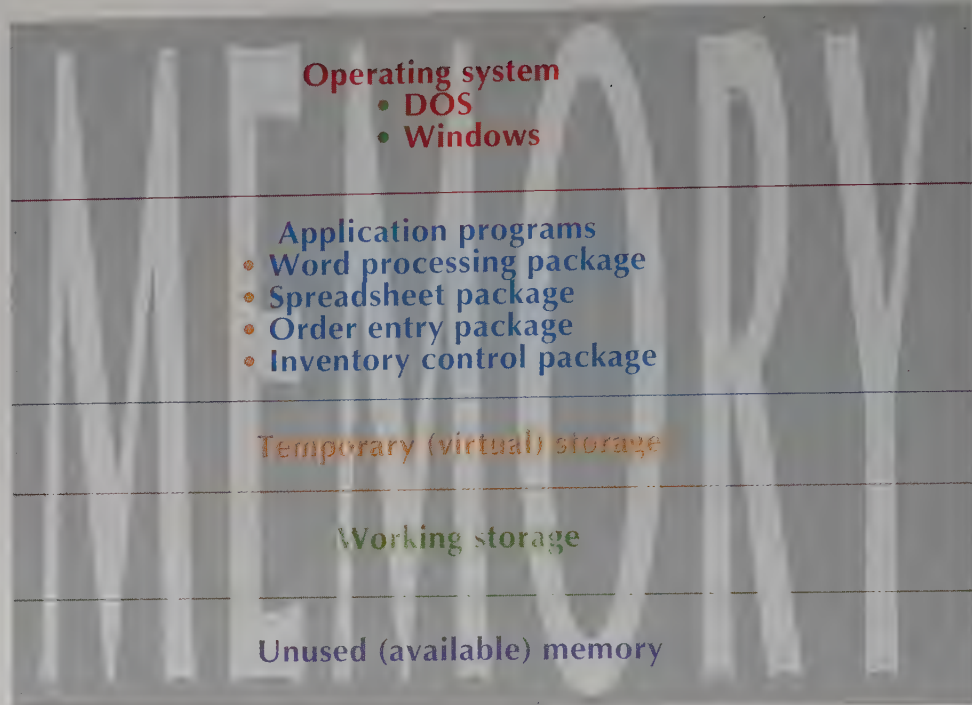 MEMORY
Operating system
• DOS
• Windows
Application programs
• Word processing package
• Spreadsheet package
• Order entry package
• Inventory control package
Temporary (virtual) storage
Working storage
Unused (available) memory